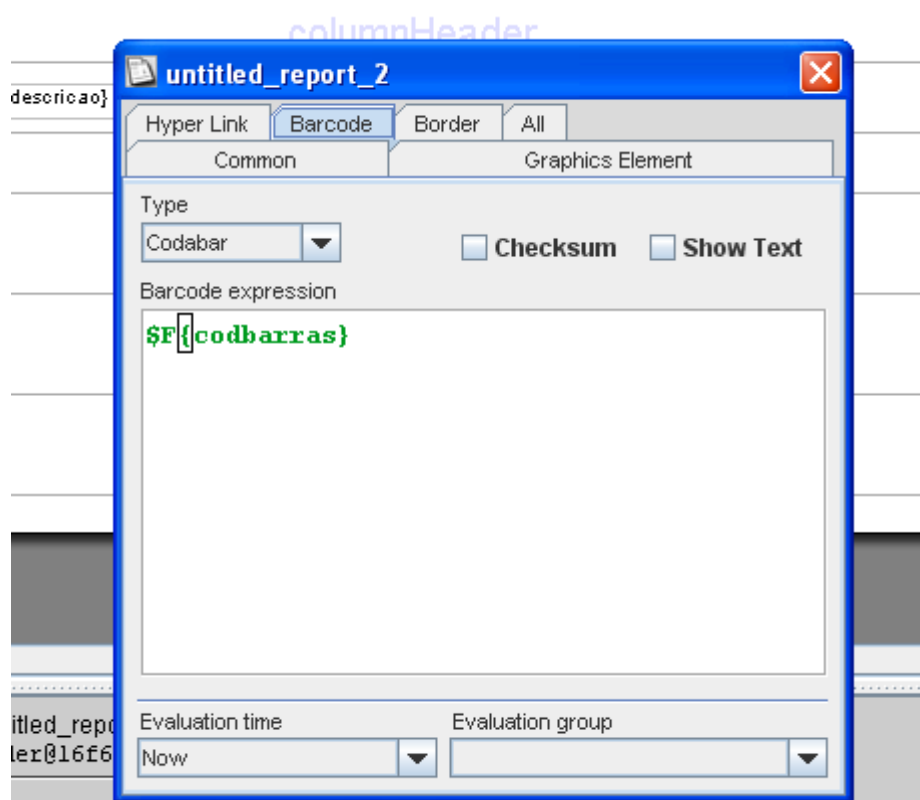 columnHeader
untitled_report_2
descricao}
Hyper Link Barcode Border All
Common Graphics Element
Type
Codabar Checksum Show Text
Barcode expression
$F{codbarras}
Evaluation time Evaluation group
Now
itled_repo
ler@16f6